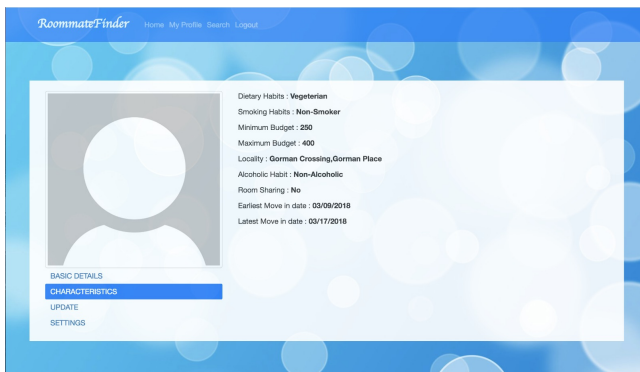 RoommateFinder Home My Profile Search Logout
Dietary Habits : Vegeterian
Smoking Habits : Non-Smoker
Minimum Budget : 250
Maximum Budget : 400
Locality : Gorman Crossing,Gorman Place
Alcoholic Habit : Non-Alcoholic
Room Sharing : No
Earliest Move in date : 03/09/2018
Latest Move in date : 03/17/2018
BASIC DETAILS
CHARACTERISTICS
UPDATE
SETTINGS